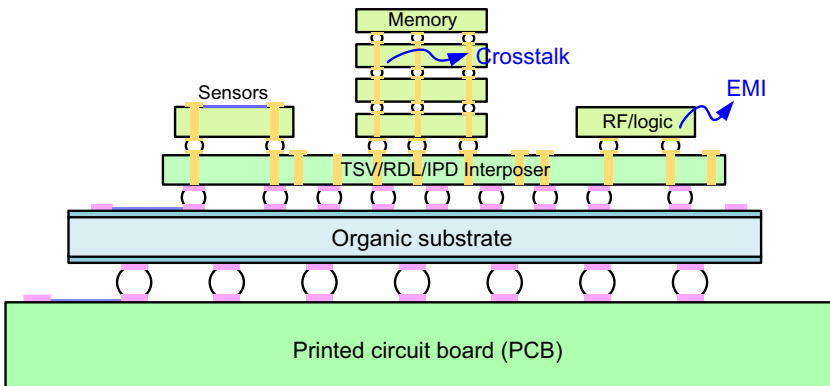 Memory
Crosstalk
Sensors
EMI
RF/logic
TSV/RDL/IPD Interposer
Organic substrate
Printed circuit board (PCB)